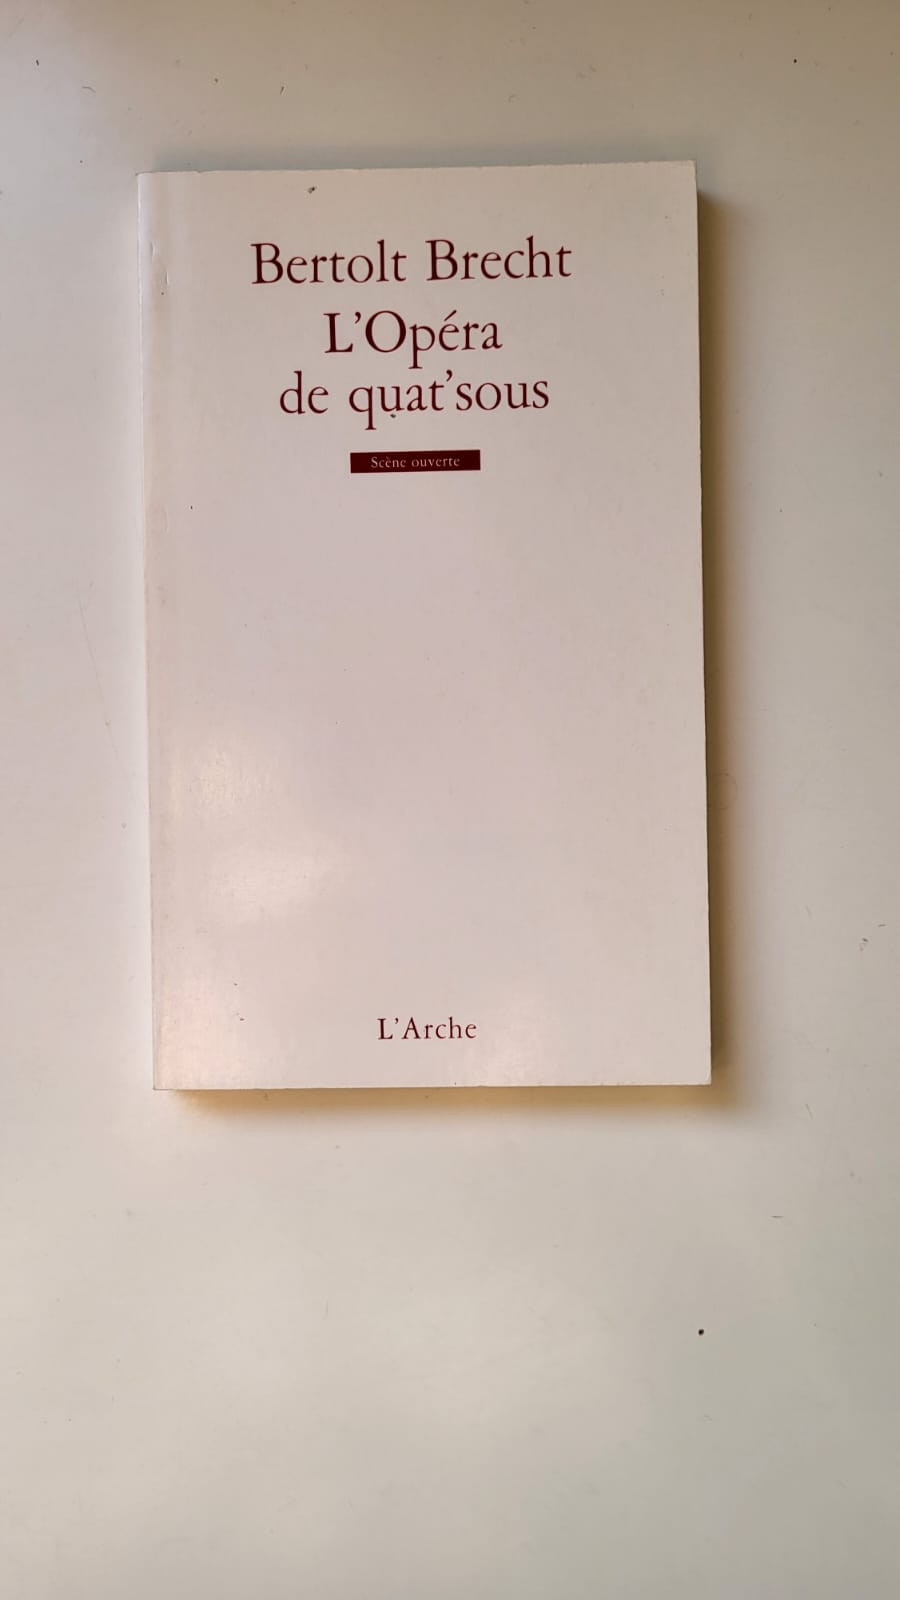 Bertolt Brecht
L'Opéra
de quat'sous
Scène ouverte
L'Arche